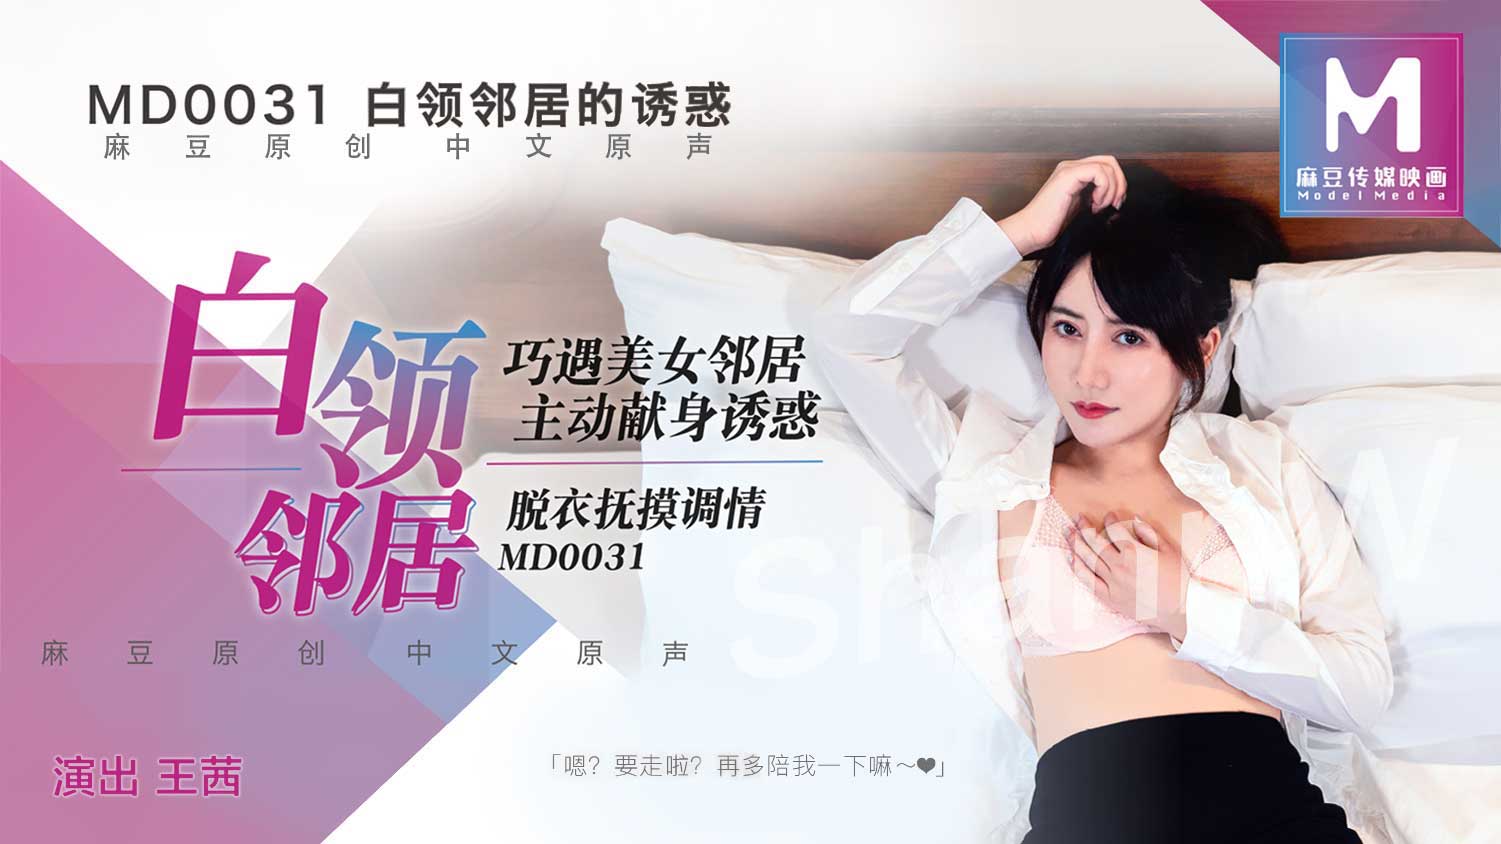 MD0031 白领邻居的诱惑
麻豆原创中文原声
M
麻豆传媒映画
Model Media
白领
邻居
巧遇美女邻居
主动献身诱惑
脱衣抚摸调情
MD0031
麻豆原创中文原声
演出 王茜
「嗯？要走啦？再多陪我一下嘛～❤」